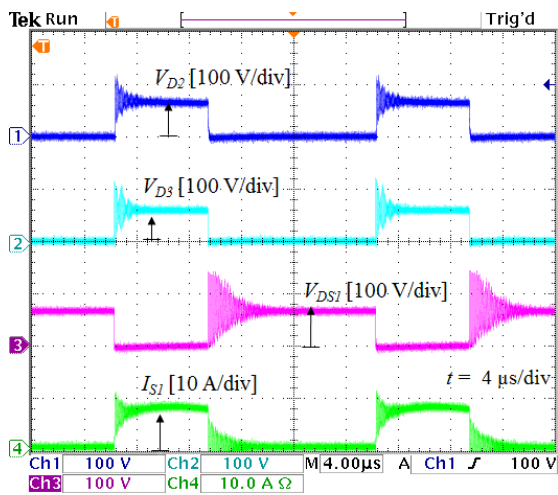 Tek Run Trig'd
T
T
V_D2 [100 V/div]
1
V_D3 [100 V/div]
2
V_DS1 [100 V/div]
3
I_S1 [10 A/div] t = 4 µs/div
4
Ch1 100 V Ch2 100 V M 4.00µs A Ch1 100 V
Ch3 100 V Ch4 10.0 A Ω